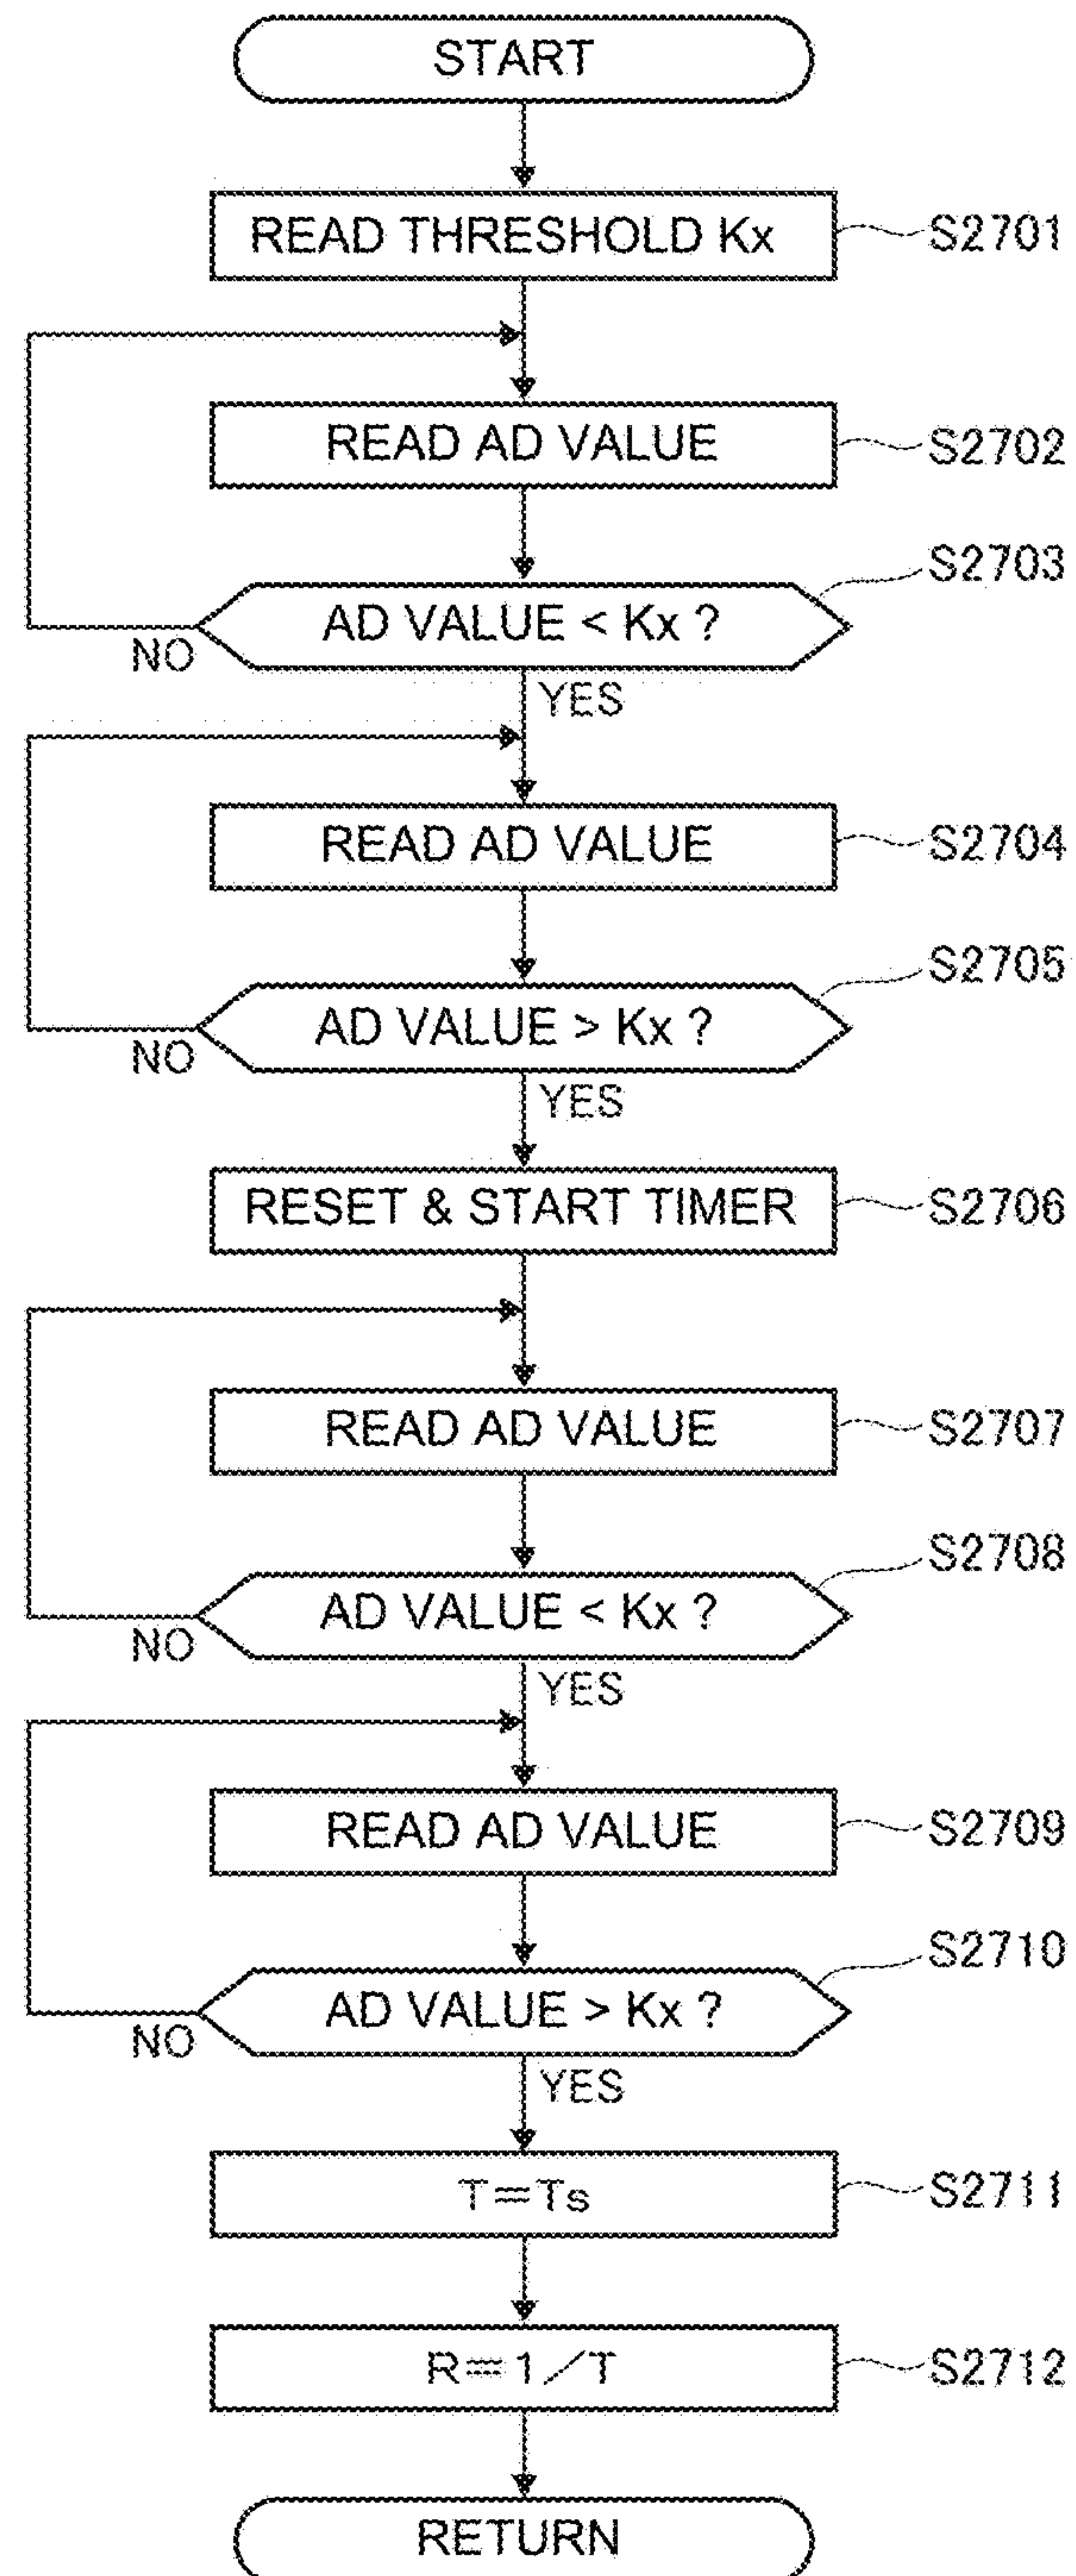 START
READ THRESHOLD Kx
S2701
READ AD VALUE
S2702
S2703
AD VALUE < Kx ?
NO
YES
READ AD VALUE
S2704
S2705
AD VALUE > Kx ?
NO
YES
RESET & START TIMER
S2706
READ AD VALUE
S2707
S2708
AD VALUE < Kx ?
NO
YES
READ AD VALUE
S2709
S2710
AD VALUE > Kx ?
NO
YES
T=Ts
S2711
R=1/T
S2712
RETURN